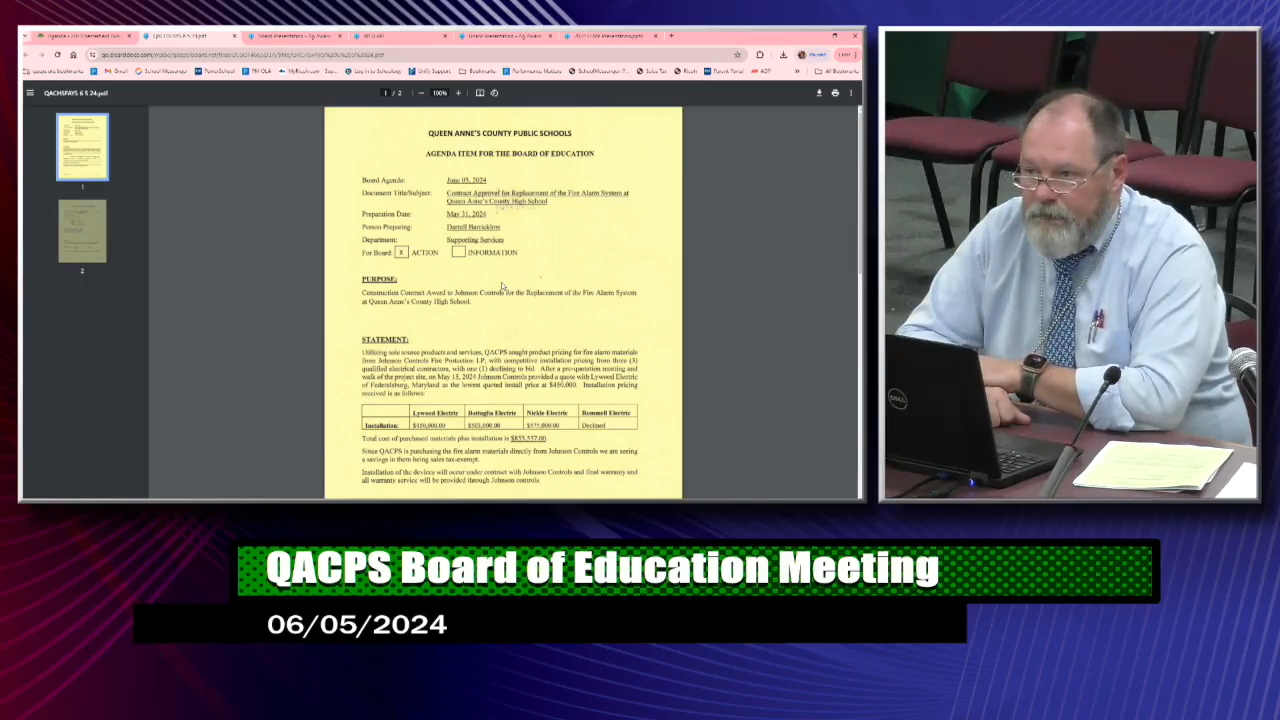 QACHSFAYS 6 5 24.pdf
1 / 2
100%
QUEEN ANNE'S COUNTY PUBLIC SCHOOLS
AGENDA ITEM FOR THE BOARD OF EDUCATION
Board Agenda: June 05, 2024
Document Title/Subject: Contract Approval for Replacement of the Fire Alarm System at
Queen Anne's County High School
Preparation Date: May 31, 2024
Person Preparing: Darrell Barricklow
Department: Supporting Services
For Board: X ACTION INFORMATION
PURPOSE:
Construction Contract Award to Johnson Controls for the Replacement of the Fire Alarm System
at Queen Anne's County High School.
STATEMENT:
Utilizing sole source products and services, QACPS sought product pricing for fire alarm materials
from Johnson Controls Fire Protection LP, with competitive installation pricing from three (3)
qualified electrical contractors, with one (1) declining to bid. After a pre-quotation meeting and
walk of the project site, on May 15, 2024 Johnson Controls provided a quote with Lywood Electric
of Federalsburg, Maryland as the lowest quoted install price at $450,000. Installation pricing
received is as follows:
Lywood Electric Battaglia Electric Nickle Electric Rommell Electric
Installation: $450,000.00 $503,000.00 $575,000.00 Declined
Total cost of purchased materials plus installation is $855,557.00.
Since QACPS is purchasing the fire alarm materials directly from Johnson Controls we are seeing
a savings in them being sales tax-exempt.
Installation of the devices will occur under contract with Johnson Controls and final warranty and
all warranty service will be provided through Johnson controls.
1
2
DELL
QACPS Board of Education Meeting
06/05/2024